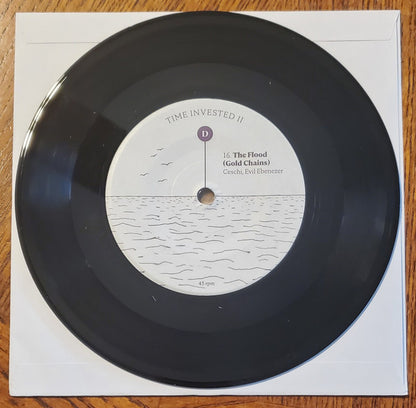 TIME INVESTED II
D
16. The Flood
(Gold Chains)
Ceschi, Evil Ebenezer
45 rpm